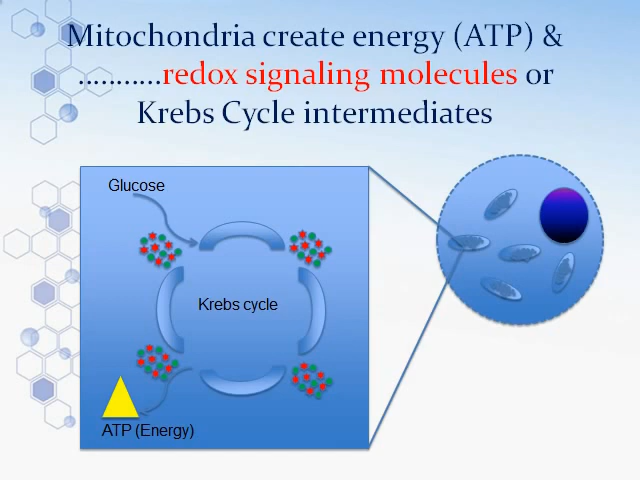 Mitochondria create energy (ATP) &
...........redox signaling molecules or
Krebs Cycle intermediates
Glucose
Krebs cycle
ATP (Energy)